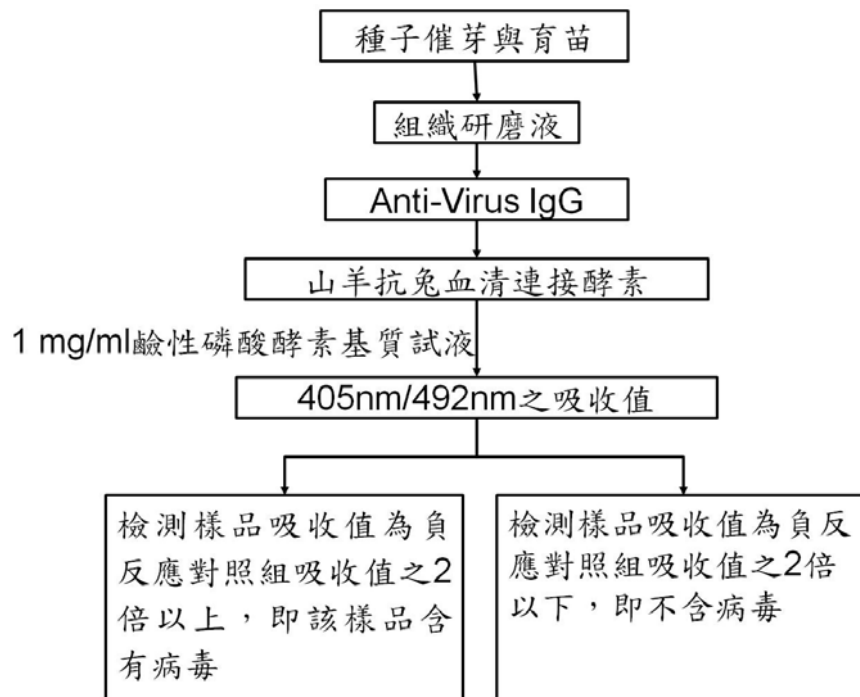 種子催芽與育苗
組織研磨液
Anti-Virus IgG
山羊抗兔血清連接酵素
1 mg/ml鹼性磷酸酵素基質試液
405nm/492nm之吸收值
檢測樣品吸收值為負
反應對照組吸收值之2
倍以上，即該樣品含
有病毒
檢測樣品吸收值為負反
應對照組吸收值之2倍
以下，即不含病毒